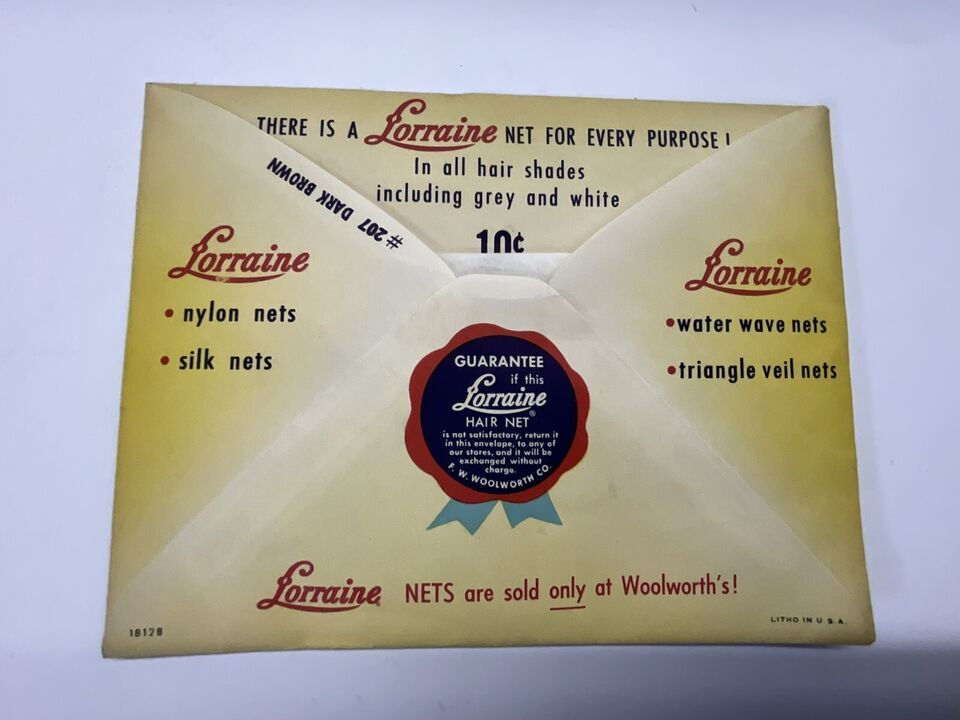 THERE IS A Lorraine NET FOR EVERY PURPOSE!
In all hair shades
including grey and white
10¢
# 207 DARK BROWN
Lorraine
• nylon nets
• silk nets
Lorraine
•water wave nets
•triangle veil nets
GUARANTEE
if this
Lorraine®
HAIR NET
is not satisfactory, return it
in this envelope, to any of
our stores, and it will be
exchanged without
charge.
F. W. WOOLWORTH CO.
Lorraine NETS are sold only at Woolworth's!
1812B
LITHO IN U S A